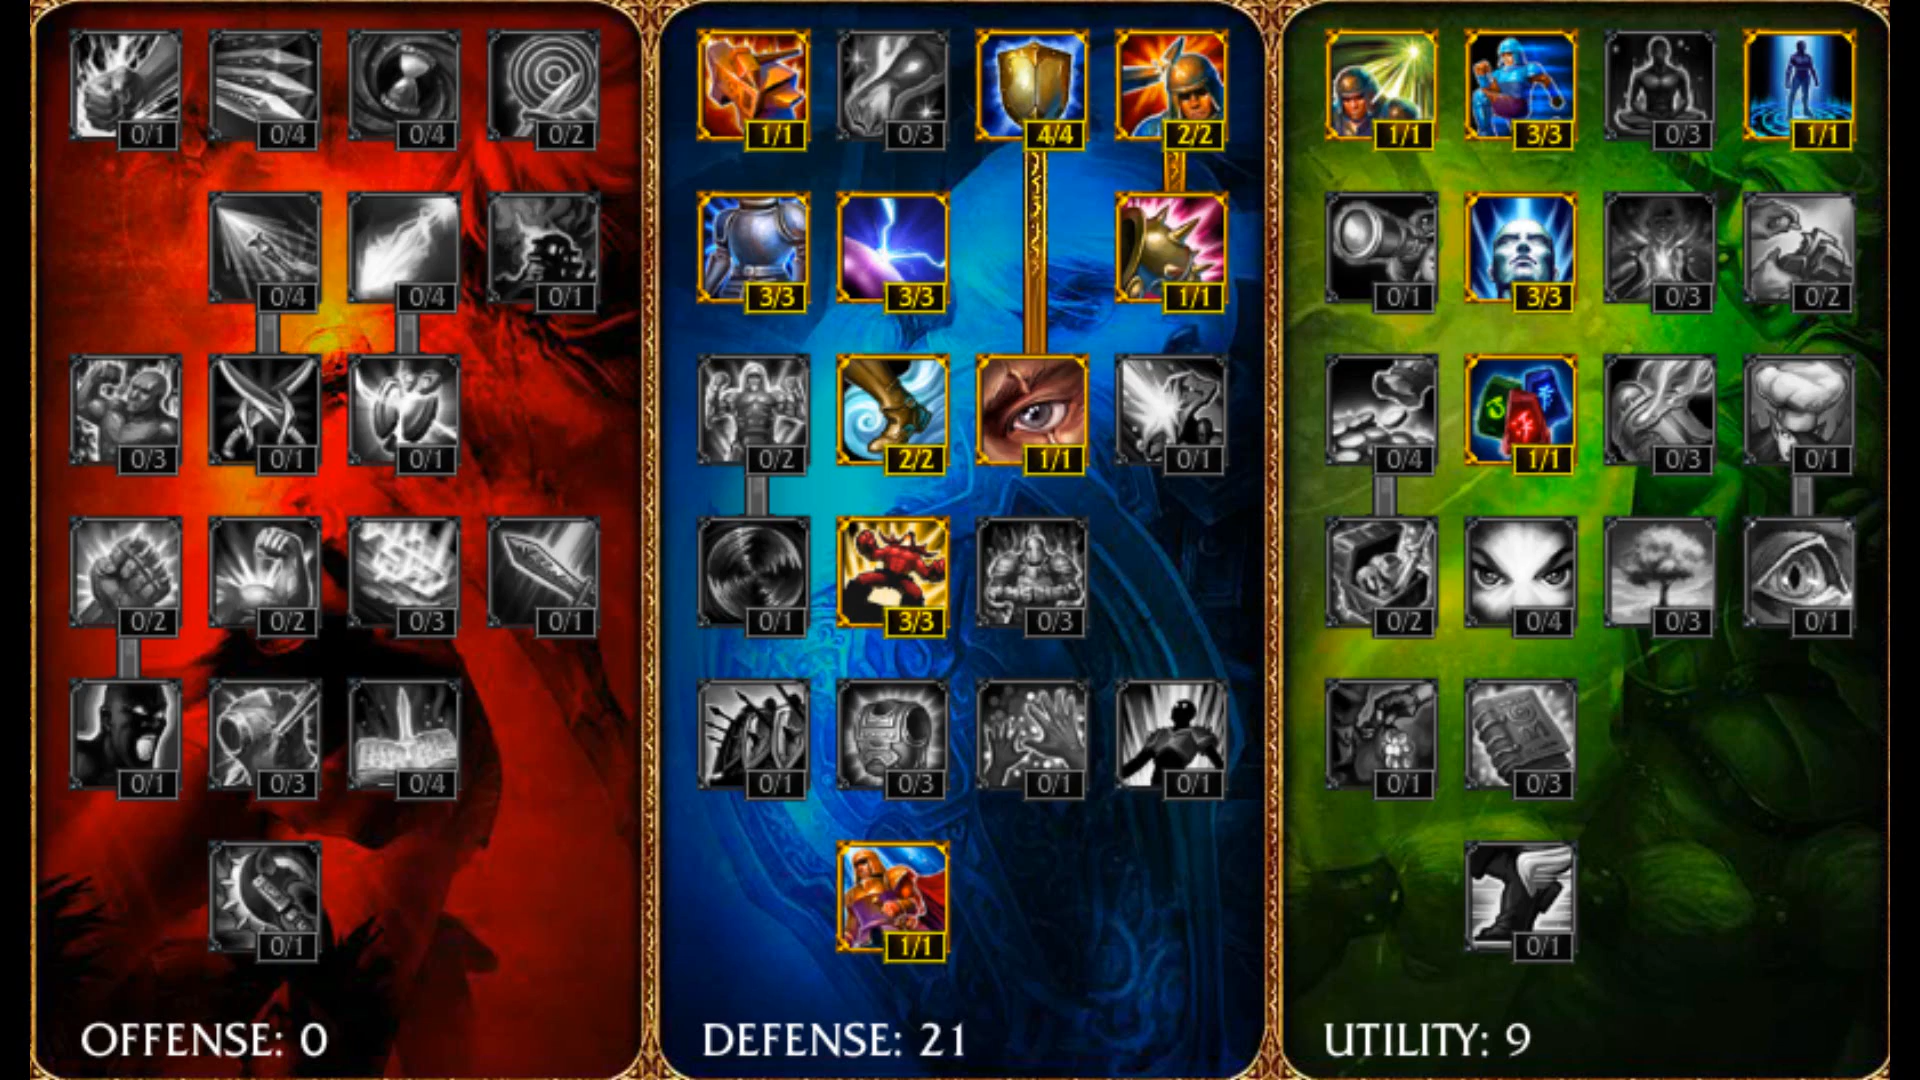 0/1 0/4 0/4 0/2 1/1 0/3 4/4 2/2 1/1 3/3 0/3 1/1
0/4 0/4 0/1 3/3 3/3 1/1 0/1 3/3 0/3 0/2
0/3 0/1 0/1 0/2 2/2 1/1 0/1 0/4 1/1 0/3 0/1
0/2 0/2 0/3 0/1 0/1 3/3 0/3 0/2 0/4 0/3 0/1
0/1 0/3 0/4 0/1 0/3 0/1 0/1 0/1 0/3
0/1 1/1 0/1
OFFENSE: 0 DEFENSE: 21 UTILITY: 9